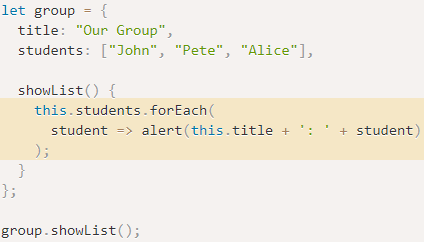 let group = {
  title: "Our Group",
  students: ["John", "Pete", "Alice"],

  showList() {
    this.students.forEach(
      student => alert(this.title + ': ' + student)
    );
  }
};

group.showList();